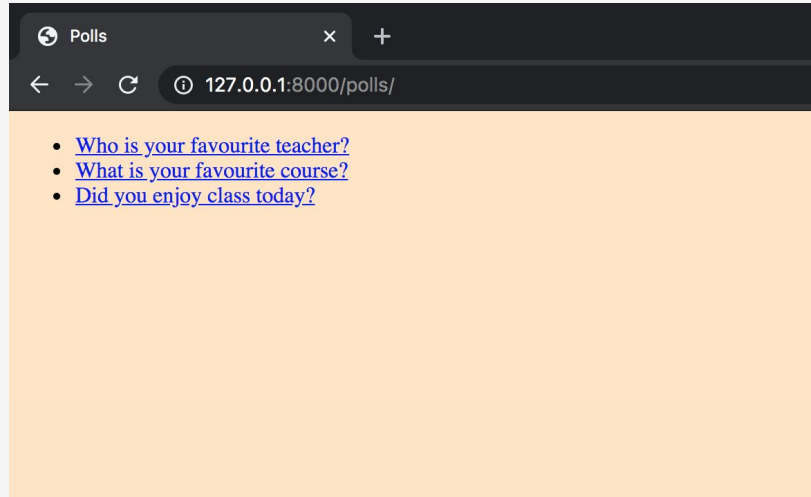 Polls
127.0.0.1:8000/polls/
Who is your favourite teacher?
What is your favourite course?
Did you enjoy class today?